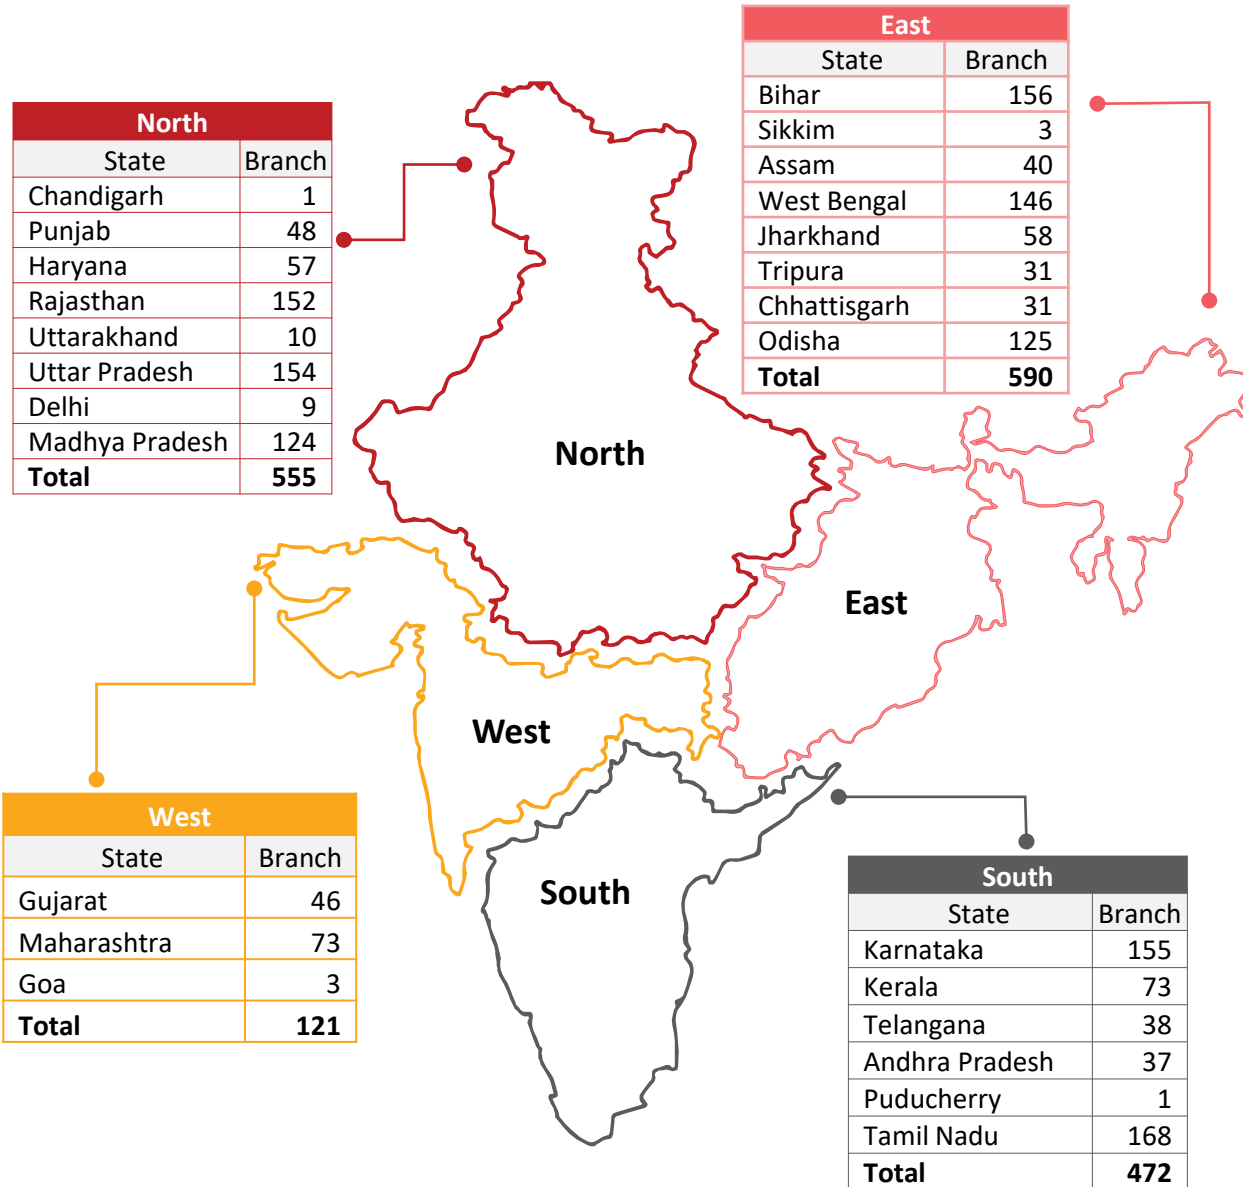 North
State Branch
Chandigarh 1
Punjab 48
Haryana 57
Rajasthan 152
Uttarakhand 10
Uttar Pradesh 154
Delhi 9
Madhya Pradesh 124
Total 555
East
State Branch
Bihar 156
Sikkim 3
Assam 40
West Bengal 146
Jharkhand 58
Tripura 31
Chhattisgarh 31
Odisha 125
Total 590
North
East
West
South
West
State Branch
Gujarat 46
Maharashtra 73
Goa 3
Total 121
South
State Branch
Karnataka 155
Kerala 73
Telangana 38
Andhra Pradesh 37
Puducherry 1
Tamil Nadu 168
Total 472